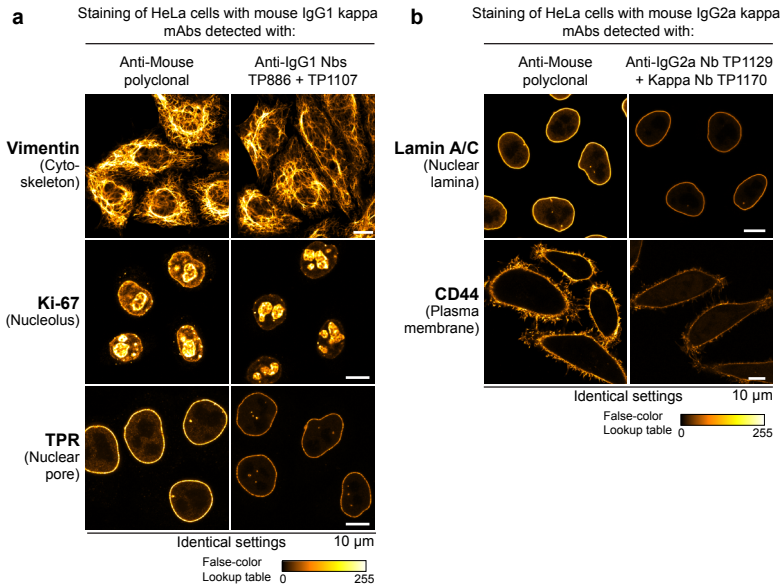 a
Staining of HeLa cells with mouse IgG1 kappa
mAbs detected with:
Anti-Mouse
polyclonal
Anti-IgG1 Nbs
TP886 + TP1107
Vimentin
(Cyto-
skeleton)
Ki-67
(Nucleolus)
TPR
(Nuclear
pore)
Identical settings
10 µm
False-color
Lookup table
0
255
b
Staining of HeLa cells with mouse IgG2a kappa
mAbs detected with:
Anti-Mouse
polyclonal
Anti-IgG2a Nb TP1129
+ Kappa Nb TP1170
Lamin A/C
(Nuclear
lamina)
CD44
(Plasma
membrane)
Identical settings
10 µm
False-color
Lookup table
0
255